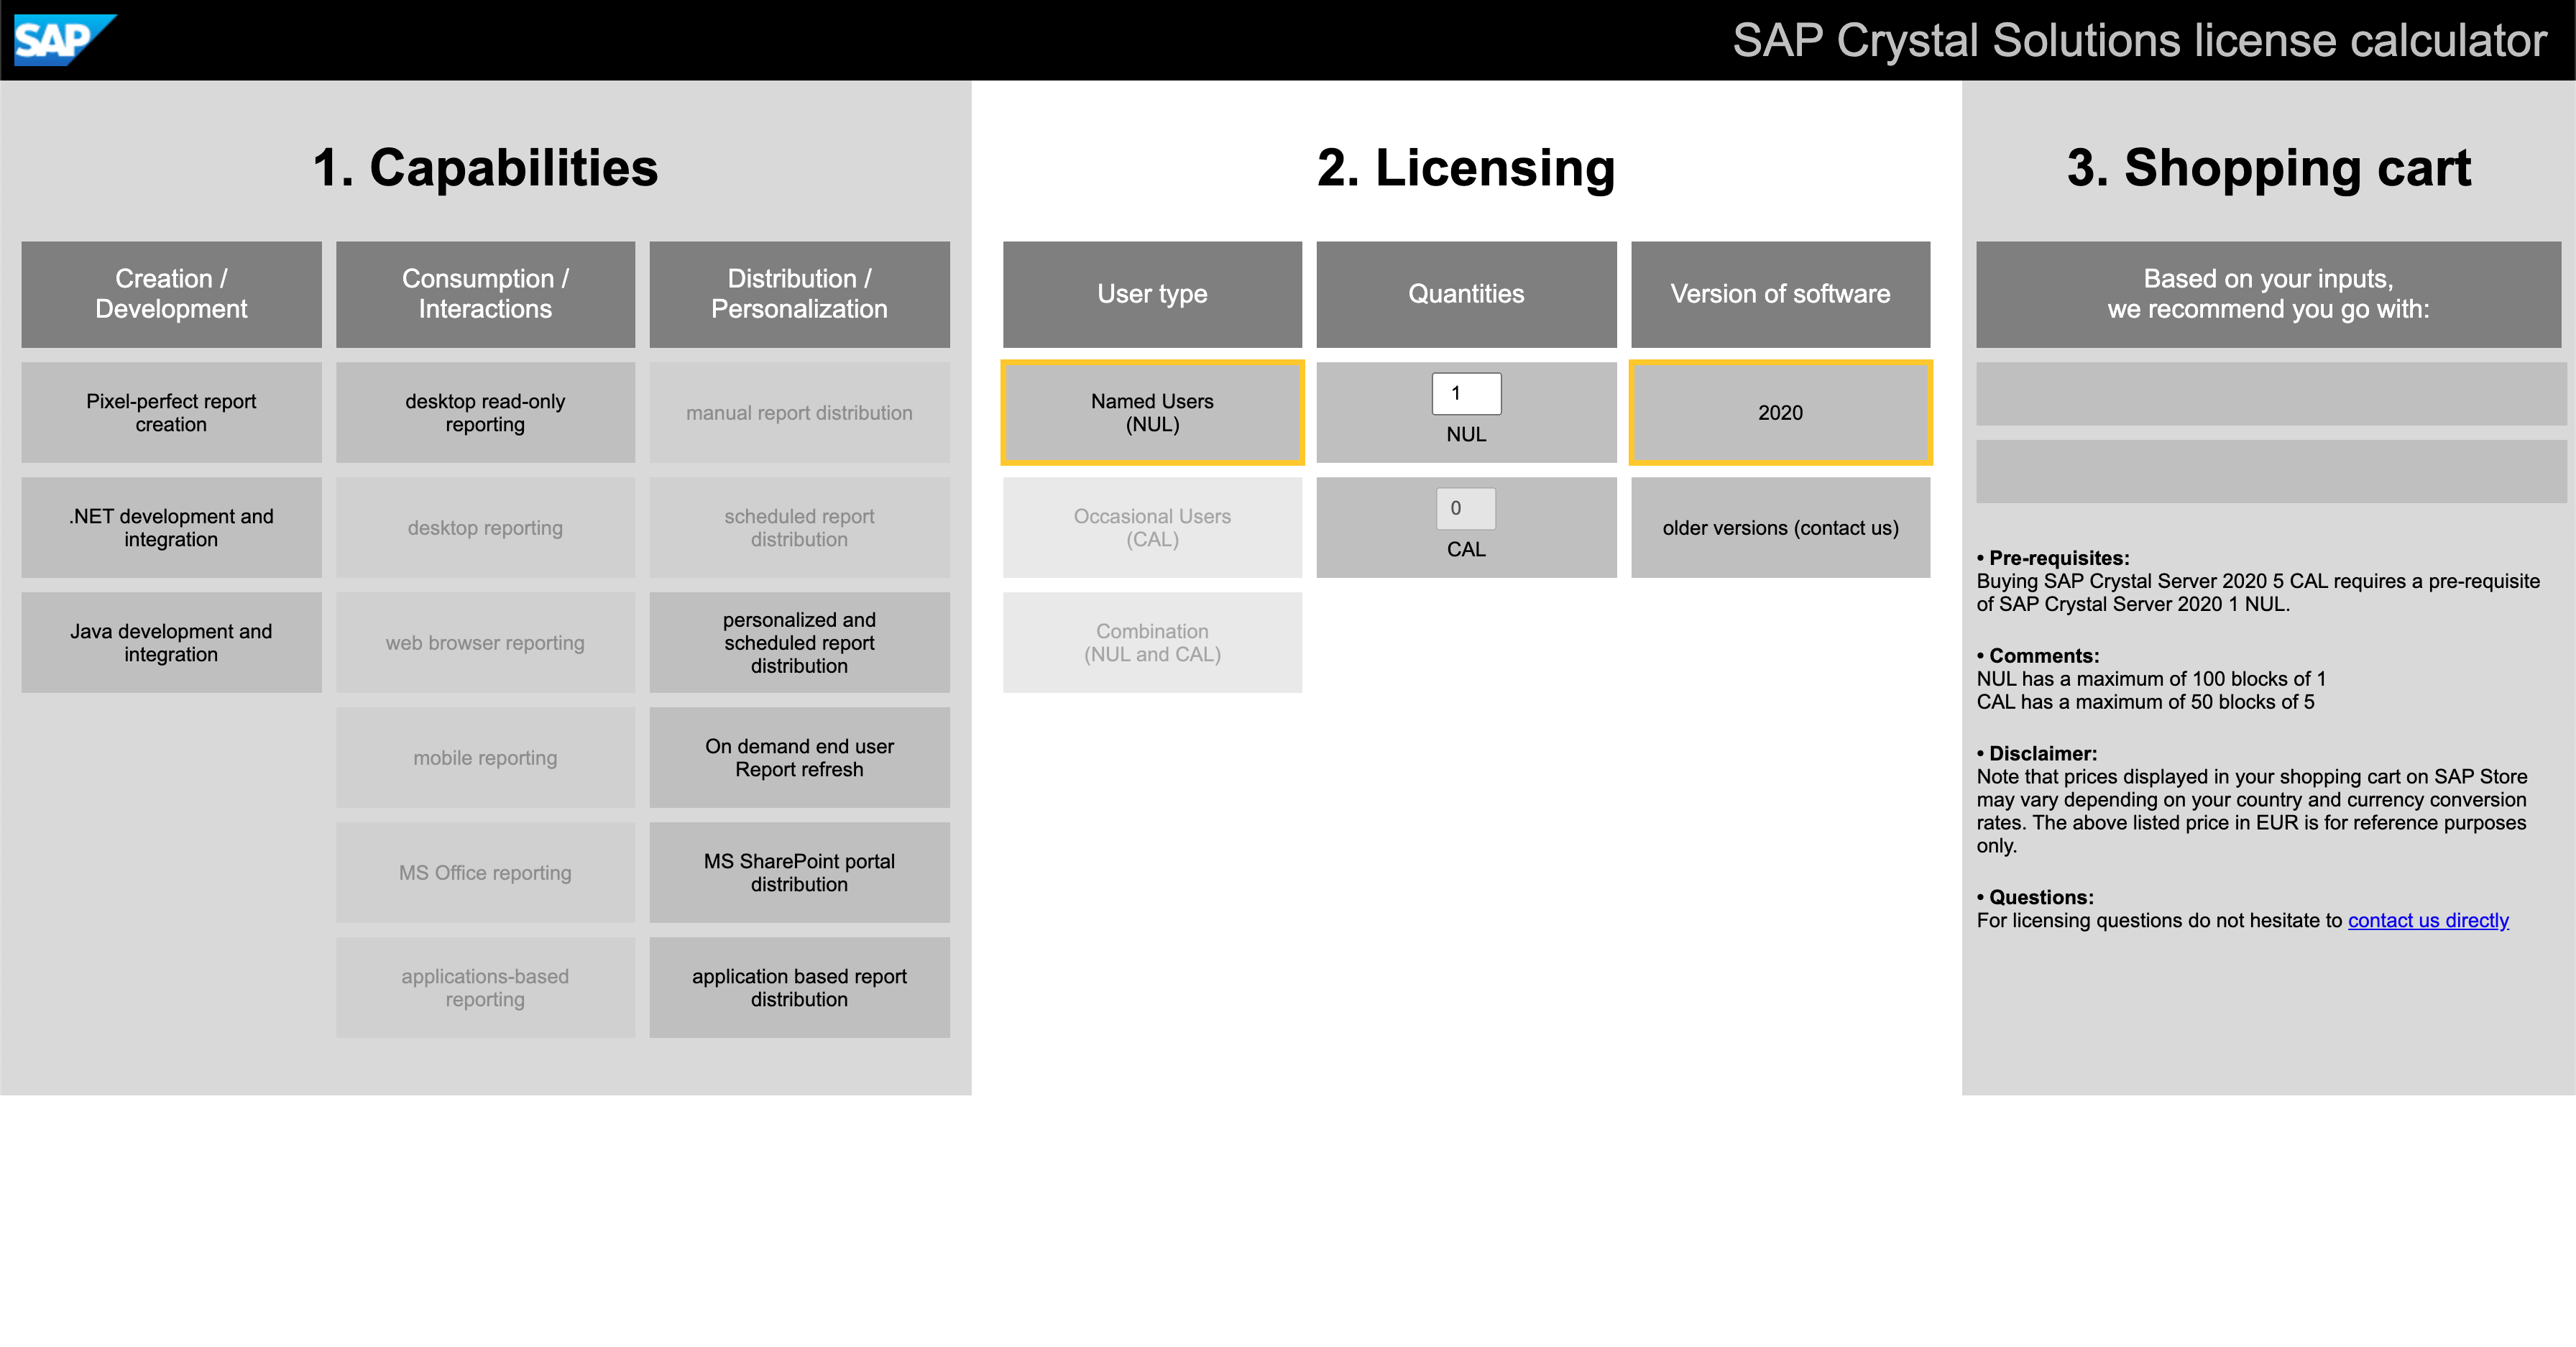 SAP
SAP Crystal Solutions license calculator
1. Capabilities
Creation /
Development
Pixel-perfect report
creation
.NET development and
integration
Java development and
integration
Consumption /
Interactions
desktop read-only
reporting
desktop reporting
web browser reporting
mobile reporting
MS Office reporting
applications-based
reporting
Distribution /
Personalization
manual report distribution
scheduled report
distribution
personalized and
scheduled report
distribution
On demand end user
Report refresh
MS SharePoint portal
distribution
application based report
distribution
2. Licensing
User type
Named Users
(NUL)
Occasional Users
(CAL)
Combination
(NUL and CAL)
Quantities
1
NUL
0
CAL
Version of software
2020
older versions (contact us)
3. Shopping cart
Based on your inputs,
we recommend you go with:
• Pre-requisites:
Buying SAP Crystal Server 2020 5 CAL requires a pre-requisite
of SAP Crystal Server 2020 1 NUL.
• Comments:
NUL has a maximum of 100 blocks of 1
CAL has a maximum of 50 blocks of 5
• Disclaimer:
Note that prices displayed in your shopping cart on SAP Store
may vary depending on your country and currency conversion
rates. The above listed price in EUR is for reference purposes
only.
• Questions:
For licensing questions do not hesitate to contact us directly